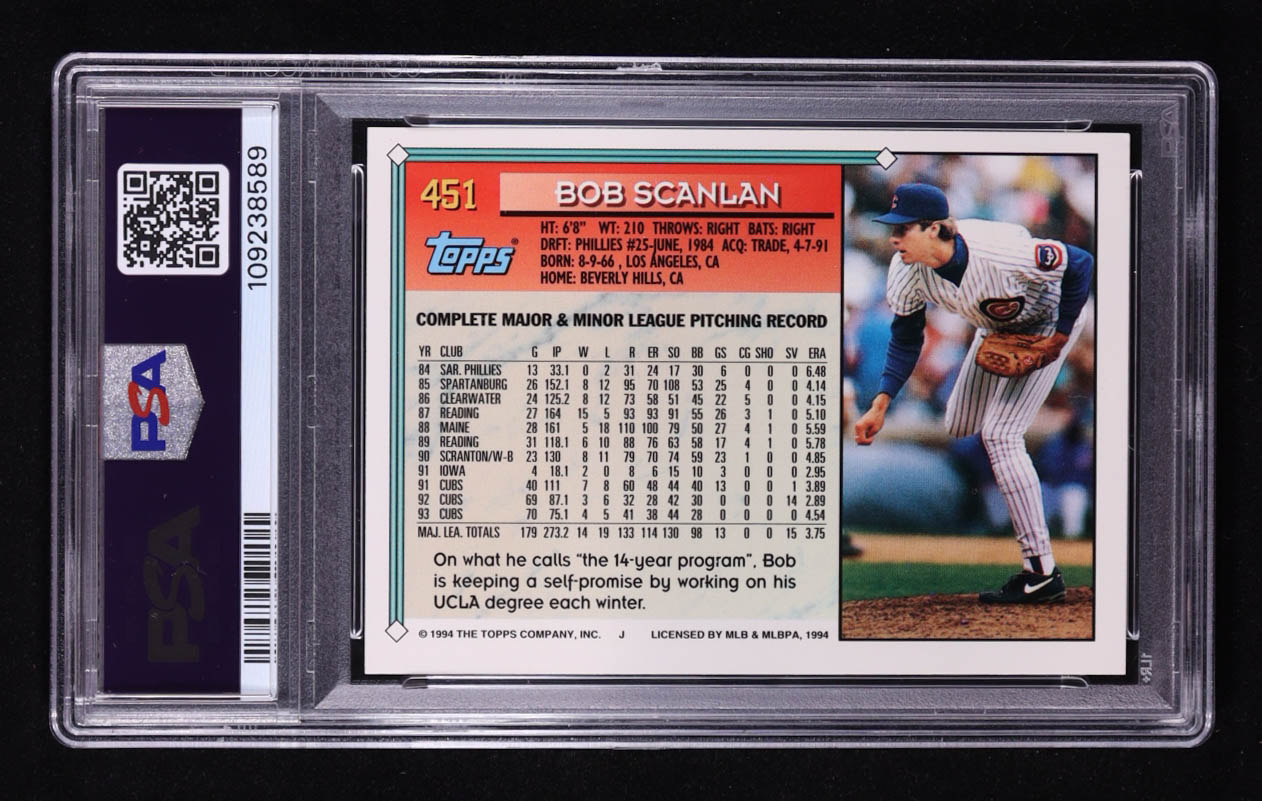 109238589
PSA
PSA
451
BOB SCANLAN
Topps®
HT: 6'8" WT: 210 THROWS: RIGHT BATS: RIGHT
DRFT: PHILLIES #25-JUNE, 1984 ACQ: TRADE, 4-7-91
BORN: 8-9-66 , LOS ANGELES, CA
HOME: BEVERLY HILLS, CA
COMPLETE MAJOR & MINOR LEAGUE PITCHING RECORD
YR CLUB G IP W L R ER SO BB GS CG SHO SV ERA
84 SAR. PHILLIES 13 33.1 0 2 31 24 17 30 6 0 0 0 6.48
85 SPARTANBURG 26 152.1 8 12 95 70 108 53 25 4 0 0 4.14
86 CLEARWATER 24 125.2 8 12 73 58 51 45 22 5 0 0 4.15
87 READING 27 164 15 5 93 93 91 55 26 3 1 0 5.10
88 MAINE 28 161 5 18 110 100 79 50 27 4 1 0 5.59
89 READING 31 118.1 6 10 88 76 63 58 17 4 1 0 5.78
90 SCRANTON/W-B 23 130 8 11 79 70 74 59 23 1 0 0 4.85
91 IOWA 4 18.1 2 0 8 6 15 10 3 0 0 0 2.95
91 CUBS 40 111 7 8 60 48 44 40 13 0 0 1 3.89
92 CUBS 69 87.1 3 6 32 28 42 30 0 0 0 14 2.89
93 CUBS 70 75.1 4 5 41 38 44 28 0 0 0 0 4.54
MAJ. LEA. TOTALS 179 273.2 14 19 133 114 130 98 13 0 0 15 3.75
On what he calls "the 14-year program", Bob
is keeping a self-promise by working on his
UCLA degree each winter.
© 1994 THE TOPPS COMPANY, INC. J LICENSED BY MLB & MLBPA, 1994
PSA